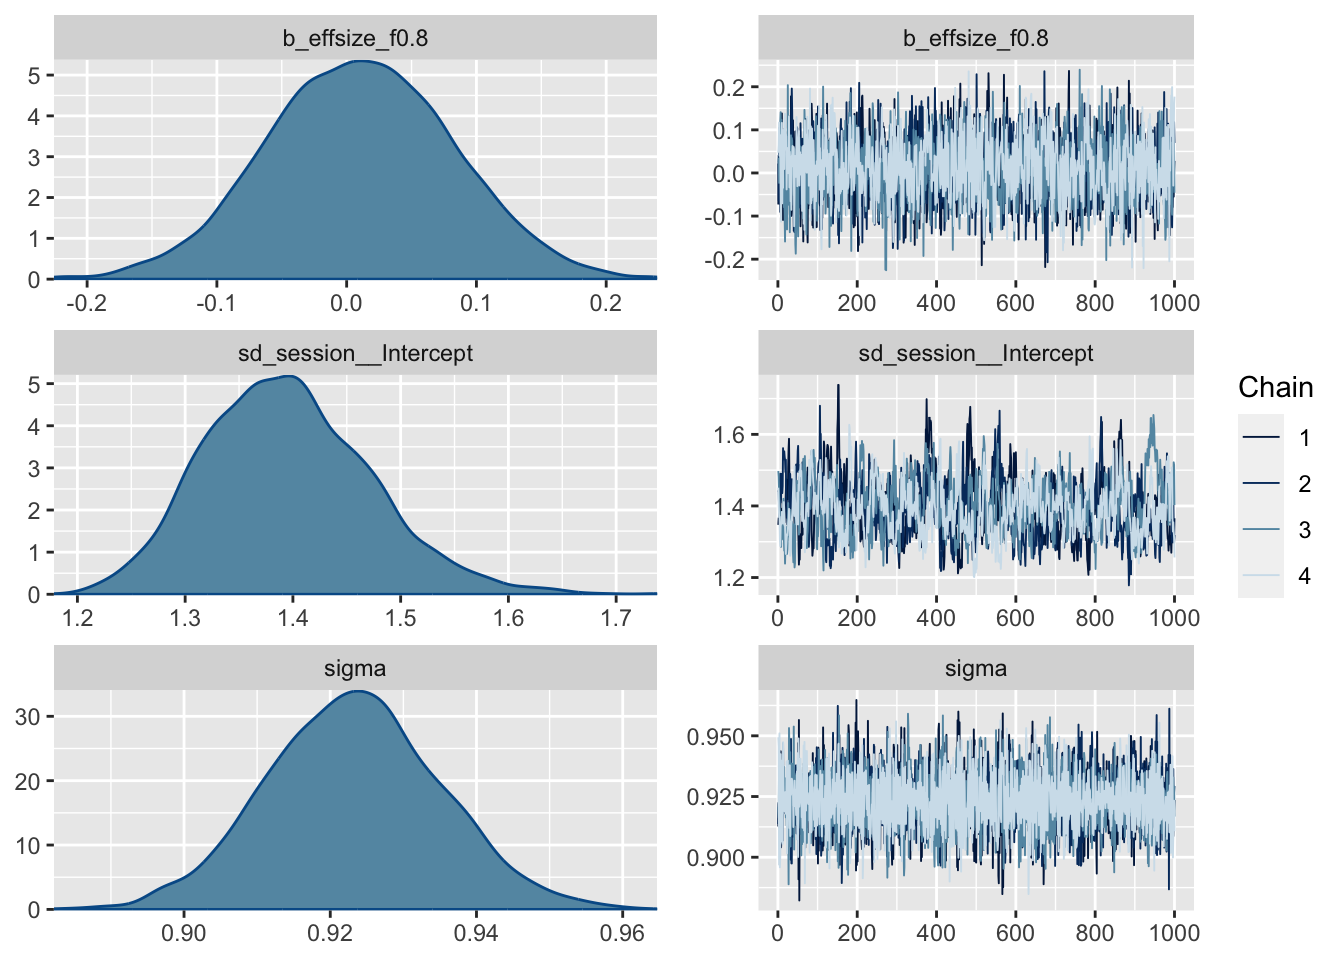 b_effsize_f0.8
5
4
3
2
1
0
-0.2 -0.1 0.0 0.1 0.2
b_effsize_f0.8
0.2
0.1
0.0
-0.1
-0.2
0 200 400 600 800 1000
sd_session__Intercept
5
4
3
2
1
0
1.2 1.3 1.4 1.5 1.6 1.7
sd_session__Intercept
1.6
1.4
1.2
0 200 400 600 800 1000
sigma
30
20
10
0
0.90 0.92 0.94 0.96
sigma
0.950
0.925
0.900
0 200 400 600 800 1000
Chain
1
2
3
4